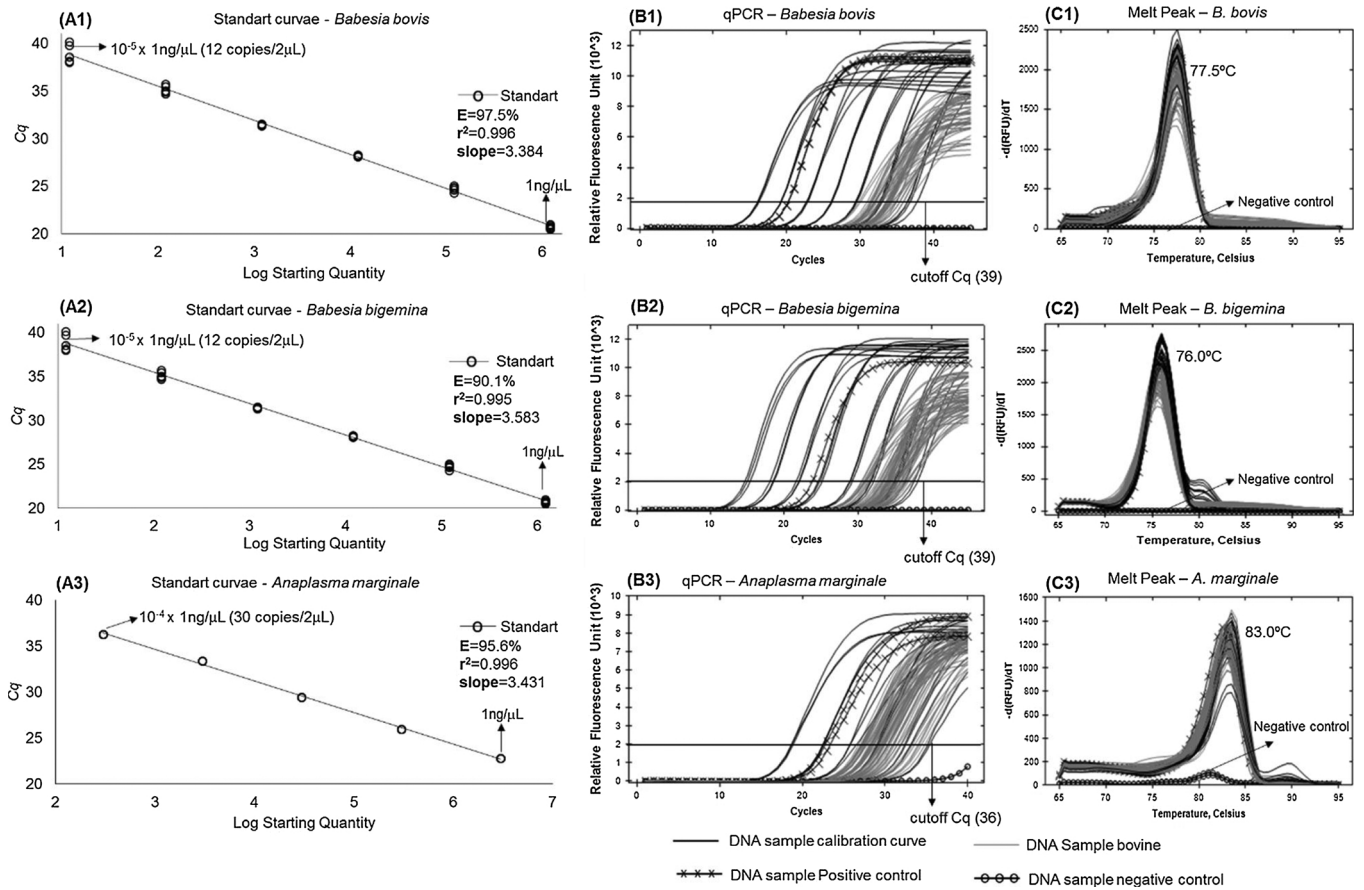 (A1)
Standart curvae - Babesia bovis
40
35
30
25
20
Cq
10⁻⁵ x 1ng/µL (12 copies/2µL)
Standart
E=97.5%
r²=0.996
slope=3.384
1ng/µL
1 2 3 4 5 6
Log Starting Quantity
(B1)
qPCR – Babesia bovis
Relative Fluorescence Unit (10^3)
12
10
8
6
4
2
0
0 10 20 30 40
Cycles
cutoff Cq (39)
(C1)
Melt Peak – B. bovis
-d(RFU)/dT
2500
2000
1500
1000
500
0
77.5ºC
Negative control
65 70 75 80 85 90 95
Temperature, Celsius
(A2)
Standart curvae - Babesia bigemina
40
35
30
25
20
Cq
10⁻⁵ x 1ng/µL (12 copies/2µL)
Standart
E=90.1%
r²=0.995
slope=3.583
1ng/µL
1 2 3 4 5 6
Log Starting Quantity
(B2)
qPCR – Babesia bigemina
Relative Fluorescence Unit (10^3)
12
10
8
6
4
2
0
0 10 20 30 40
Cycles
cutoff Cq (39)
(C2)
Melt Peak – B. bigemina
-d(RFU)/dT
2500
2000
1500
1000
500
0
76.0ºC
Negative control
65 70 75 80 85 90 95
Temperature, Celsius
(A3)
Standart curvae - Anaplasma marginale
40
35
30
25
20
Cq
10⁻⁴ x 1ng/µL (30 copies/2µL)
Standart
E=95.6%
r²=0.996
slope=3.431
1ng/µL
2 3 4 5 6 7
Log Starting Quantity
(B3)
qPCR – Anaplasma marginale
Relative Fluorescence Unit (10^3)
9
8
7
6
5
4
3
2
1
0
0 10 20 30 40
Cycles
cutoff Cq (36)
(C3)
Melt Peak – A. marginale
-d(RFU)/dT
1600
1400
1200
1000
800
600
400
200
0
83.0ºC
Negative control
65 70 75 80 85 90 95
Temperature, Celsius
DNA sample calibration curve
DNA Sample bovine
DNA sample Positive control
DNA sample negative control